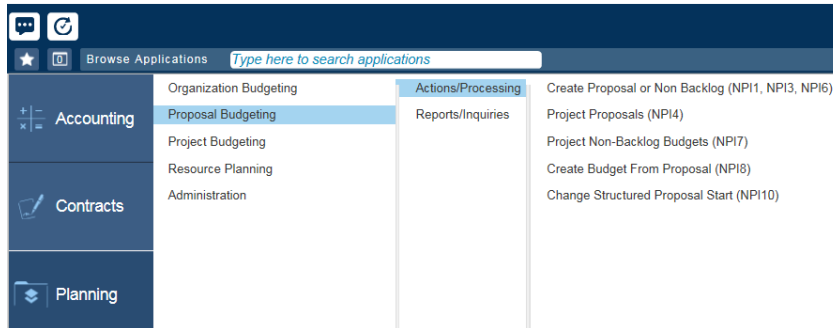 0
Browse Applications
Type here to search applications
Accounting
Contracts
Planning
Organization Budgeting
Proposal Budgeting
Project Budgeting
Resource Planning
Administration
Actions/Processing
Reports/Inquiries
Create Proposal or Non Backlog (NPI1, NPI3, NPI6)
Project Proposals (NPI4)
Project Non-Backlog Budgets (NPI7)
Create Budget From Proposal (NPI8)
Change Structured Proposal Start (NPI10)